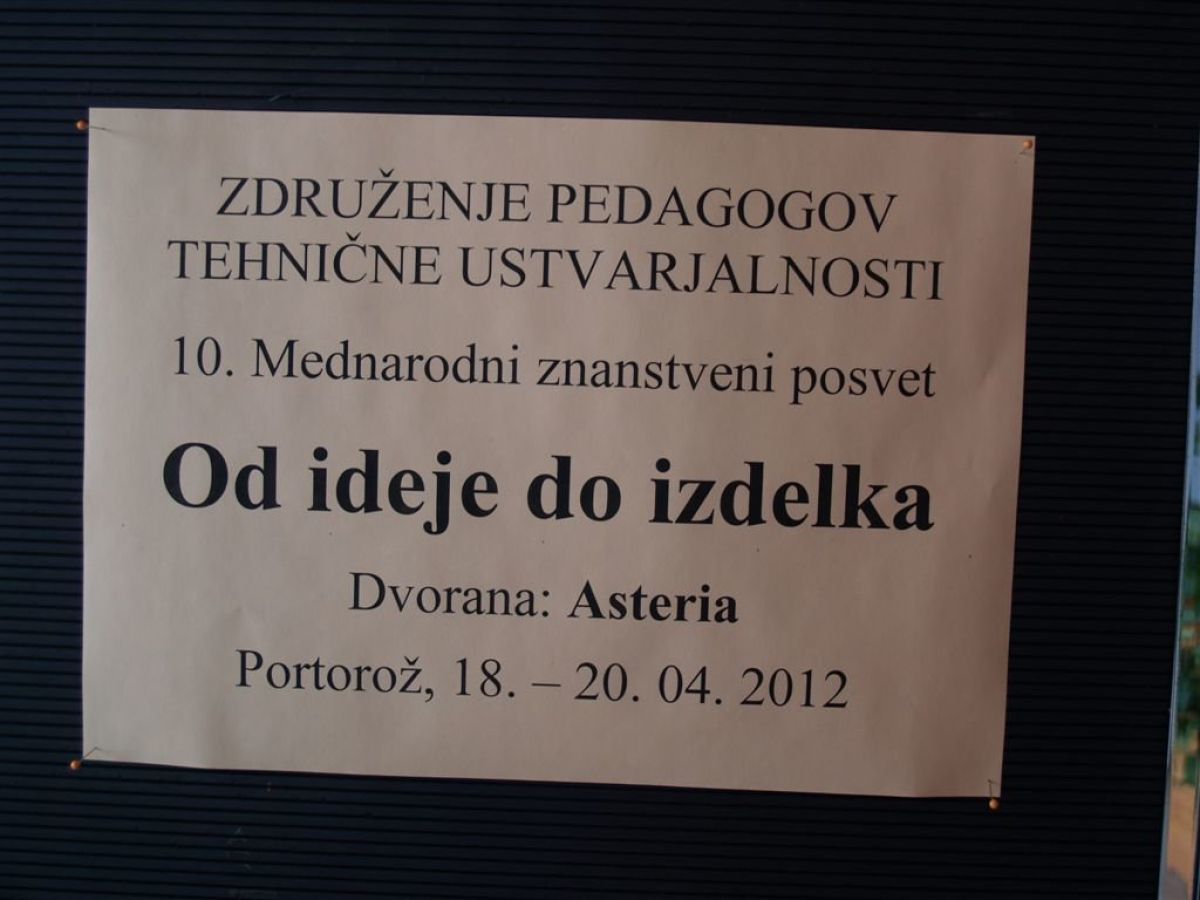 ZDRUŽENJE PEDAGOGOV
TEHNIČNE USTVARJALNOSTI
10. Mednarodni znanstveni posvet
Od ideje do izdelka
Dvorana: Asteria
Portorož, 18. – 20. 04. 2012